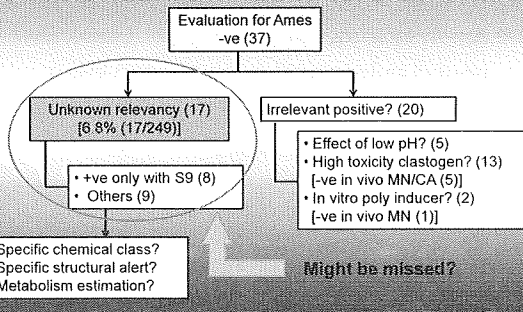 Evaluation for Ames
-ve (37)
Unknown relevancy (17)
[6.8% (17/249)]
Irrelevant positive? (20)
• +ve only with S9 (8)
• Others (9)
• Effect of low pH? (5)
• High toxicity clastogen? (13)
[-ve in vivo MN/CA (5)]
• In vitro poly inducer? (2)
[-ve in vivo MN (1)]
Specific chemical class?
Specific structural alert?
Metabolism estimation?
Might be missed?